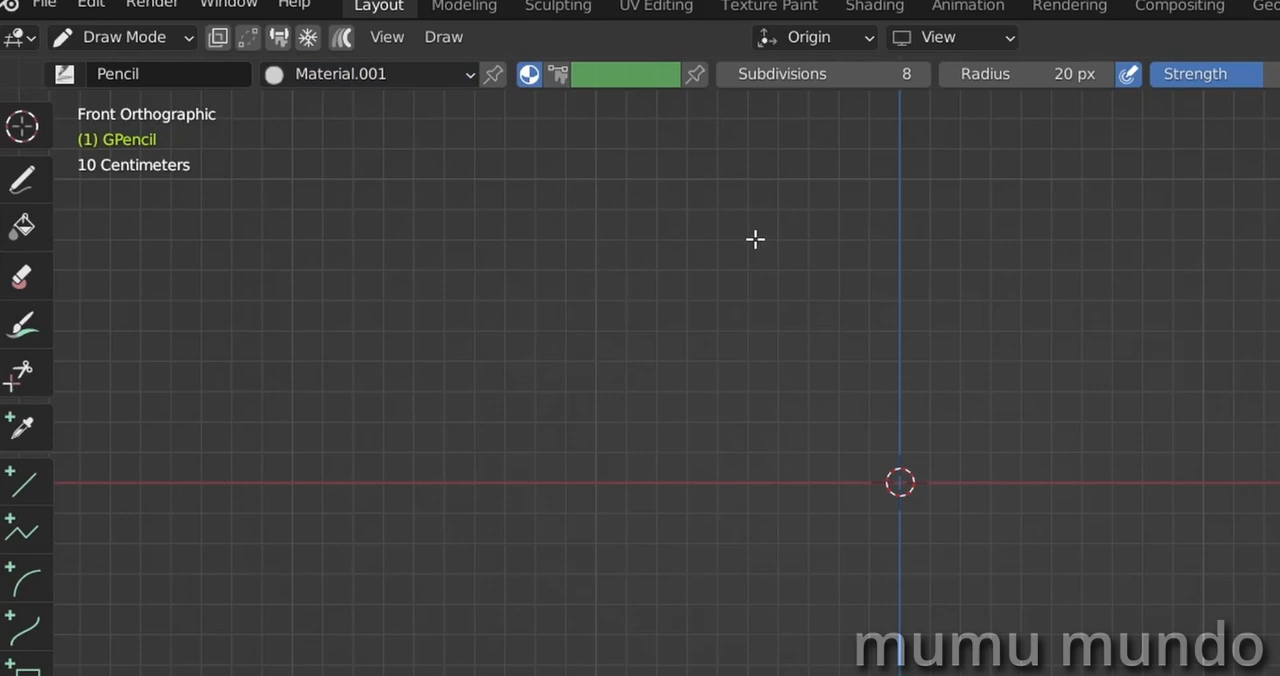 File Edit Render Window Help Layout Modeling Sculpting UV Editing Texture Paint Shading Animation Rendering Compositing
Draw Mode View Draw Origin View
Pencil Material.001 Subdivisions 8 Radius 20 px Strength
Front Orthographic
(1) GPencil
10 Centimeters
mumu mundo